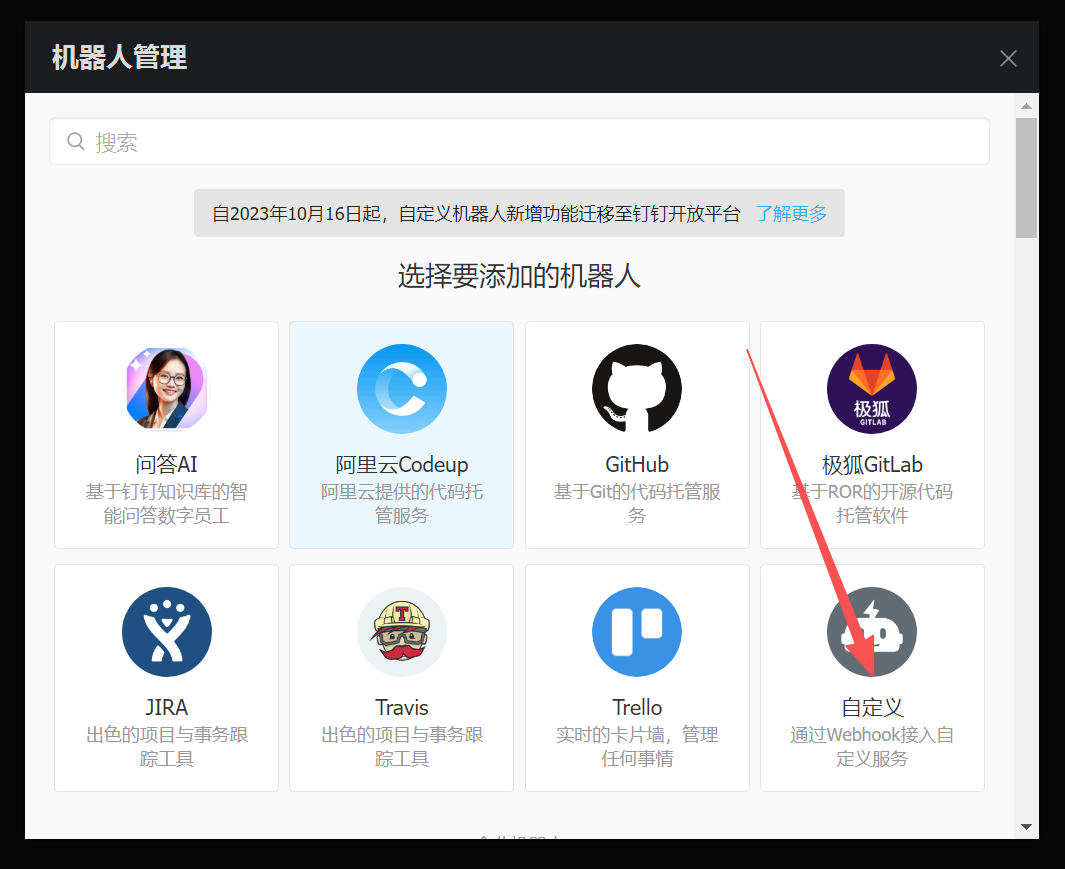 机器人管理
搜索
自2023年10月16日起，自定义机器人新增功能迁移至钉钉开放平台 了解更多
选择要添加的机器人
极狐
GITLAB
问答AI
阿里云Codeup
GitHub
极狐GitLab
基于钉钉知识库的智
能问答数字员工
阿里云提供的代码托
管服务
基于Git的代码托管服
务
基于ROR的开源代码
托管软件
T
JIRA
Travis
Trello
自定义
出色的项目与事务跟
踪工具
出色的项目与事务跟
踪工具
实时的卡片墙，管理
任何事情
通过Webhook接入自
定义服务